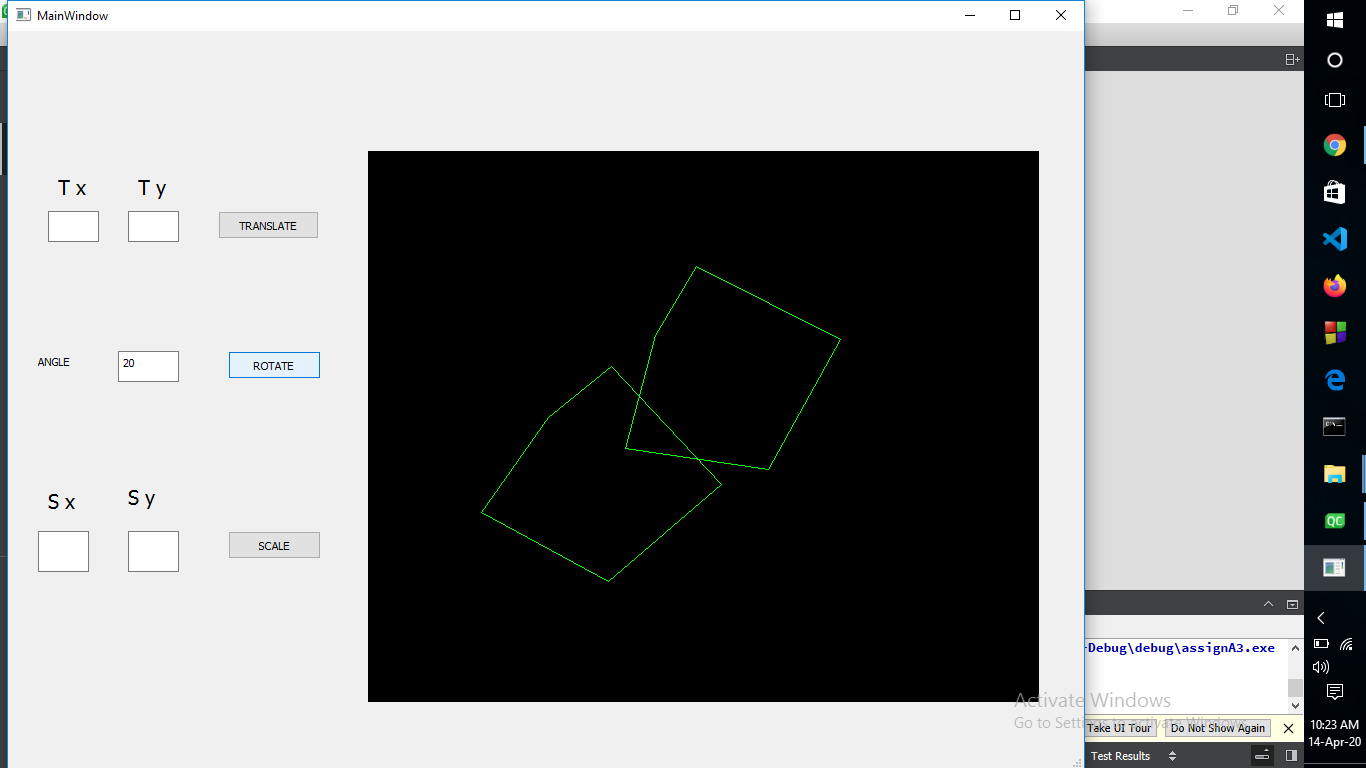 MainWindow
T x
T y
TRANSLATE
ANGLE
20
ROTATE
S x
S y
SCALE
QC
-Debug\debug\assignA3.exe
Activate Windows
Go to Settings to activate Windows.
Take UI Tour
Do Not Show Again
Test Results
10:23 AM
14-Apr-20